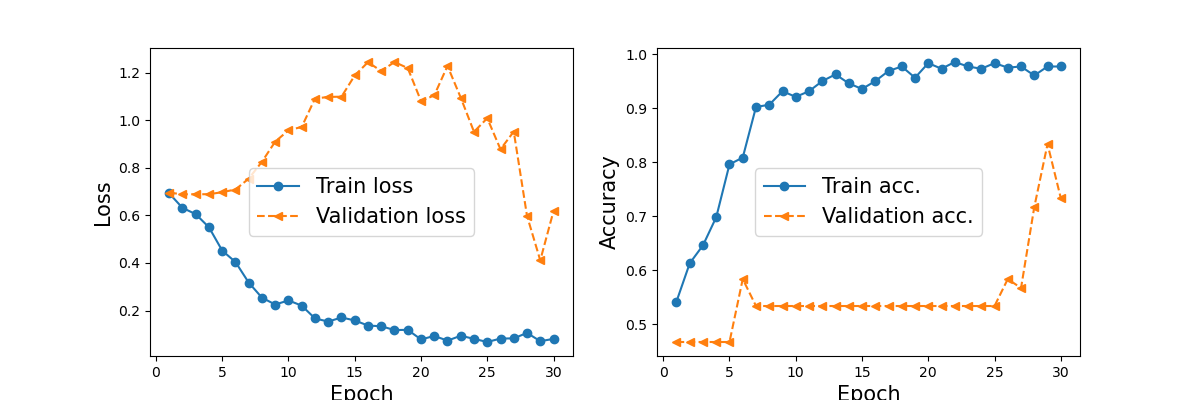 1.2
1.0
0.8
0.6
0.4
0.2
Loss
Train loss
Validation loss
0 5 10 15 20 25 30
Epoch
1.0
0.9
0.8
0.7
0.6
0.5
Accuracy
Train acc.
Validation acc.
0 5 10 15 20 25 30
Epoch